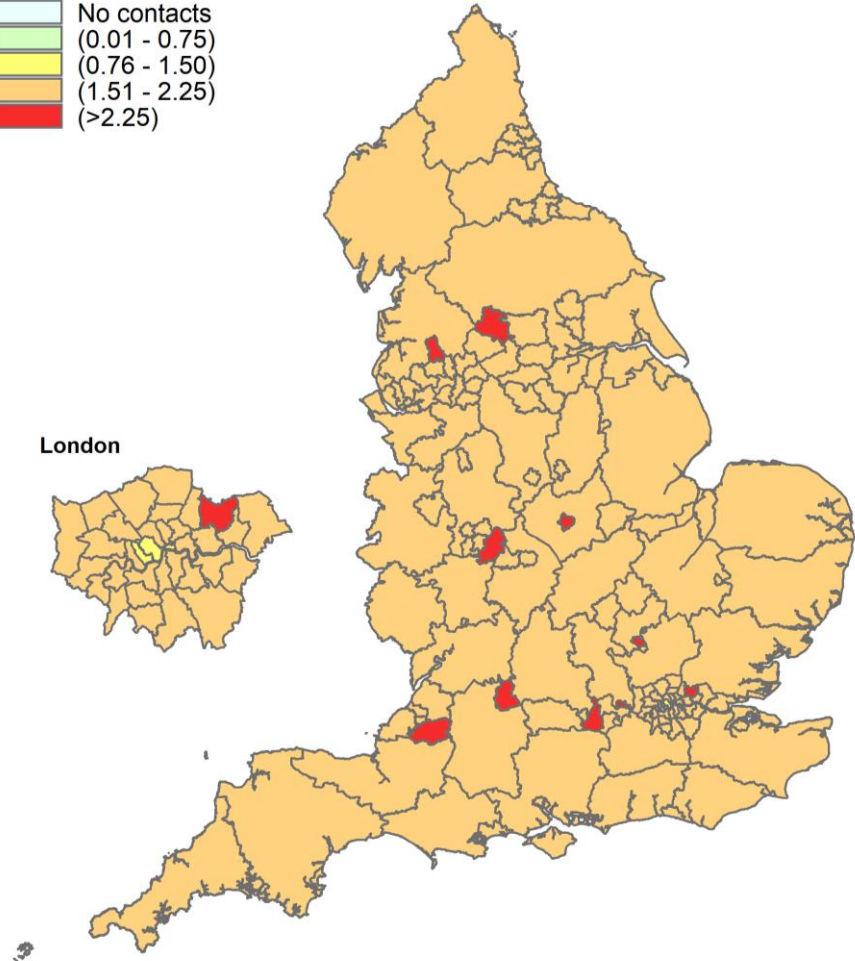 No contacts
(0.01 - 0.75)
(0.76 - 1.50)
(1.51 - 2.25)
(>2.25)
London